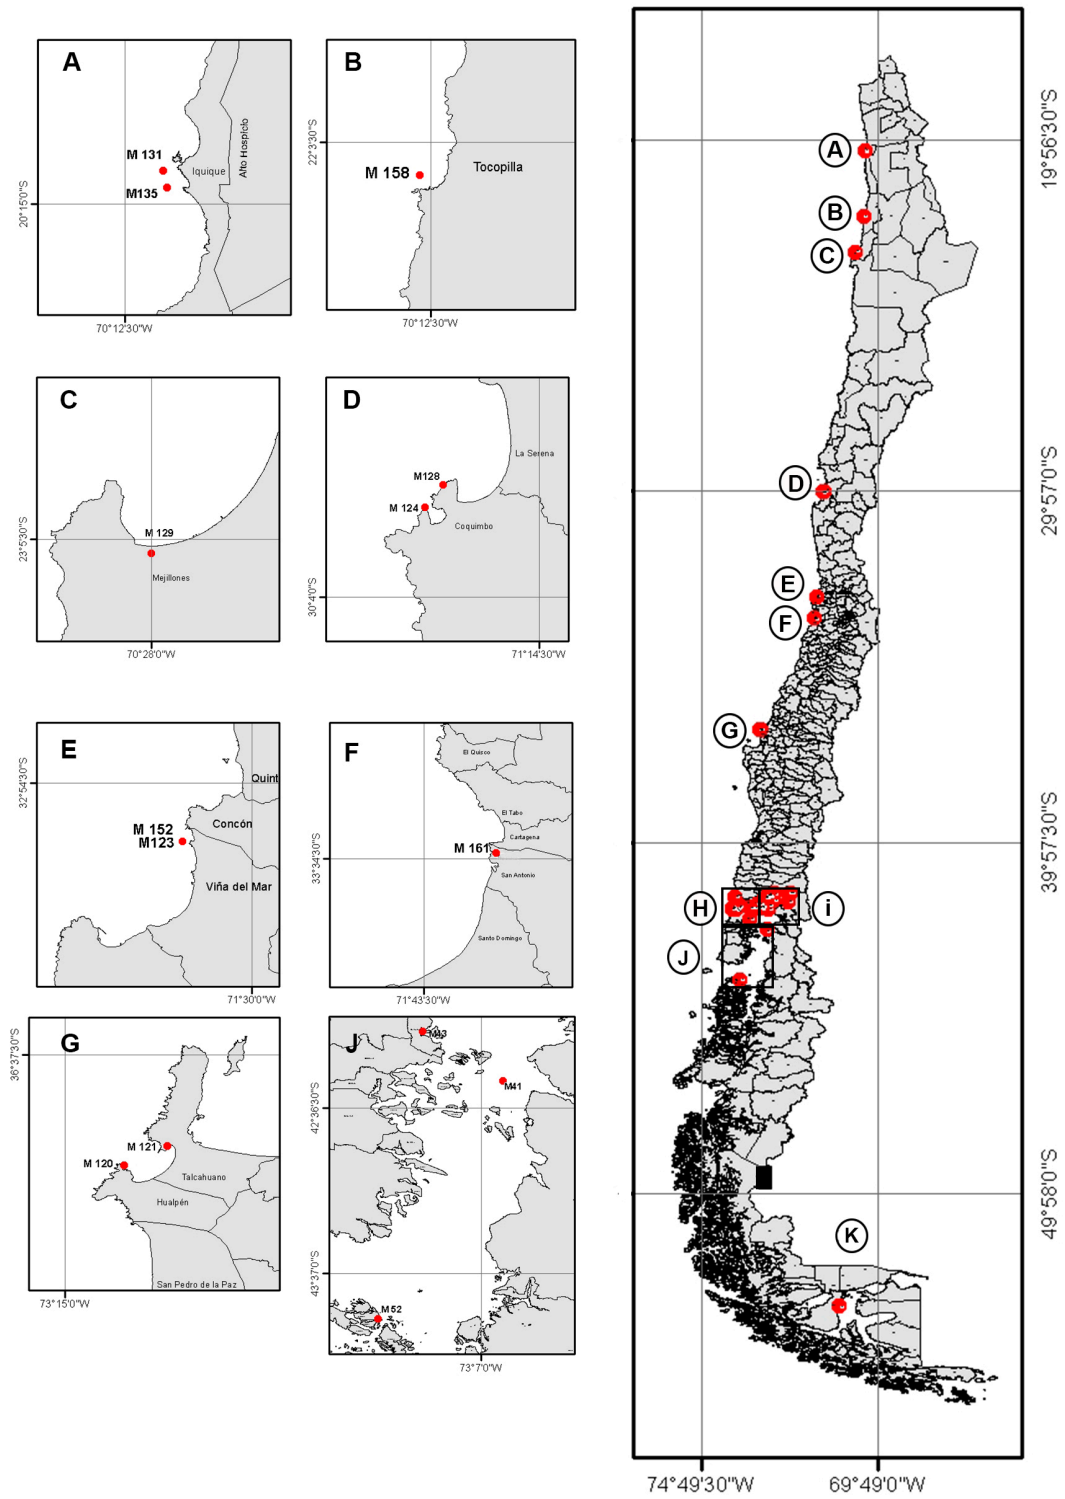 A
M 131
M135
Iquique
Alto Hospicio
20°15'0"S
70°12'30"W
B
M 158
Tocopilla
22°3'30"S
70°12'30"W
C
M 129
Mejillones
23°5'30"S
70°28'0"W
D
La Serena
M128
M 124
Coquimbo
30°4'0"S
71°14'30"W
E
Quint
Concón
M 152
M123
Viña del Mar
32°54'30"S
71°30'0"W
F
El Quisco
El Tabo
Cartagena
M 161
San Antonio
Santo Domingo
33°34'30"S
71°43'30"W
G
M 121
M 120
Talcahuano
Hualpén
San Pedro de la Paz
36°37'30"S
73°15'0"W
J
M43
M41
M 52
42°36'30"S
43°37'0"S
73°7'0"W
A
B
C
D
E
F
G
H
i
J
K
19°56'30"S
29°57'0"S
39°57'30"S
49°58'0"S
74°49'30"W
69°49'0"W